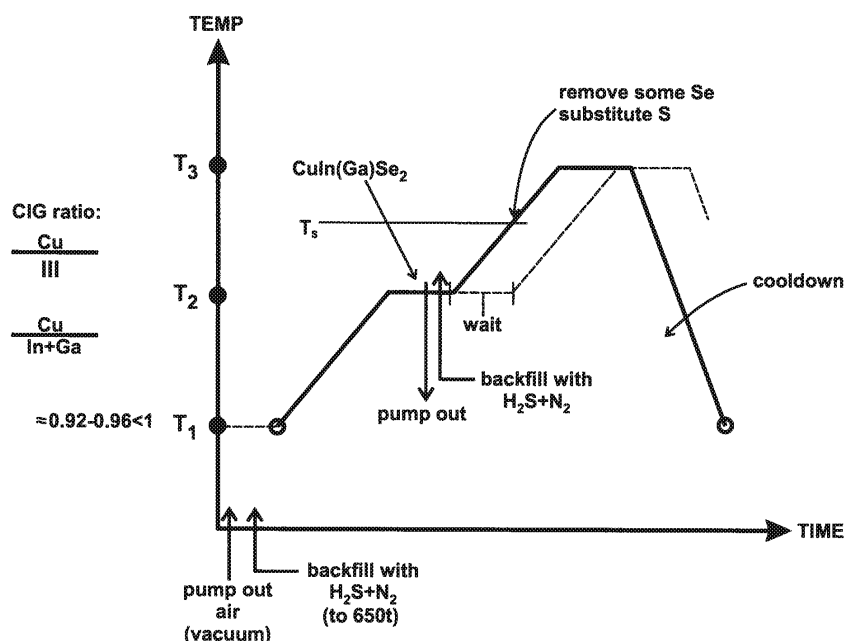 TEMP
remove some Se
substitute S
T3
CuIn(Ga)Se2
CIG ratio:
Cu
III
Ts
T2
cooldown
Cu
In+Ga
wait
backfill with
H2S+N2
pump out
≈0.92-0.96<1
T1
TIME
pump out
air
(vacuum)
backfill with
H2S+N2
(to 650t)